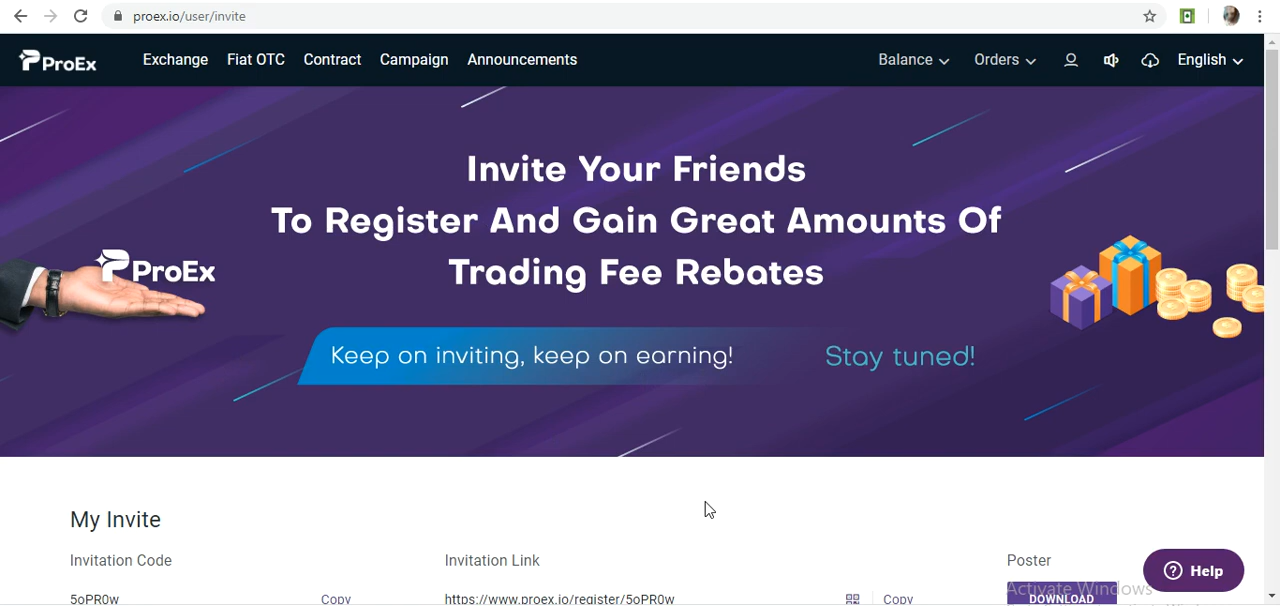 proex.io/user/invite
ProEx Exchange Fiat OTC Contract Campaign Announcements Balance Orders English
Invite Your Friends
To Register And Gain Great Amounts Of
Trading Fee Rebates
ProEx
Keep on inviting, keep on earning! Stay tuned!
My Invite
Invitation Code Invitation Link Poster
Help
Activate Windows
5oPR0w Copy https://www.proex.io/register/5oPR0w Copy DOWNLOAD